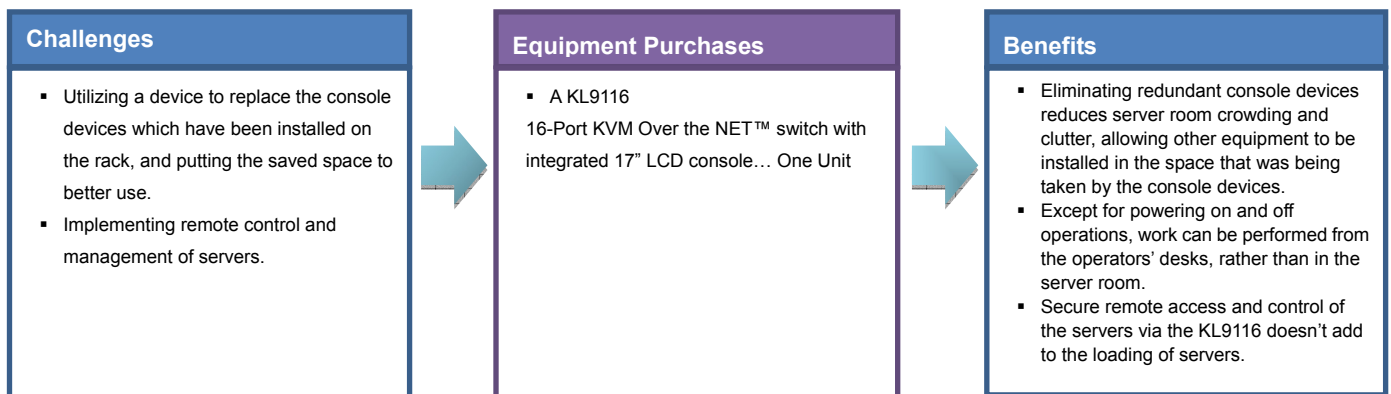 Challenges
▪ Utilizing a device to replace the console
devices which have been installed on
the rack, and putting the saved space to
better use.
▪ Implementing remote control and
management of servers.
Equipment Purchases
▪ A KL9116
16-Port KVM Over the NET™ switch with
integrated 17” LCD console… One Unit
Benefits
▪ Eliminating redundant console devices
reduces server room crowding and
clutter, allowing other equipment to be
installed in the space that was being
taken by the console devices.
▪ Except for powering on and off
operations, work can be performed from
the operators’ desks, rather than in the
server room.
▪ Secure remote access and control of
the servers via the KL9116 doesn’t add
to the loading of servers.